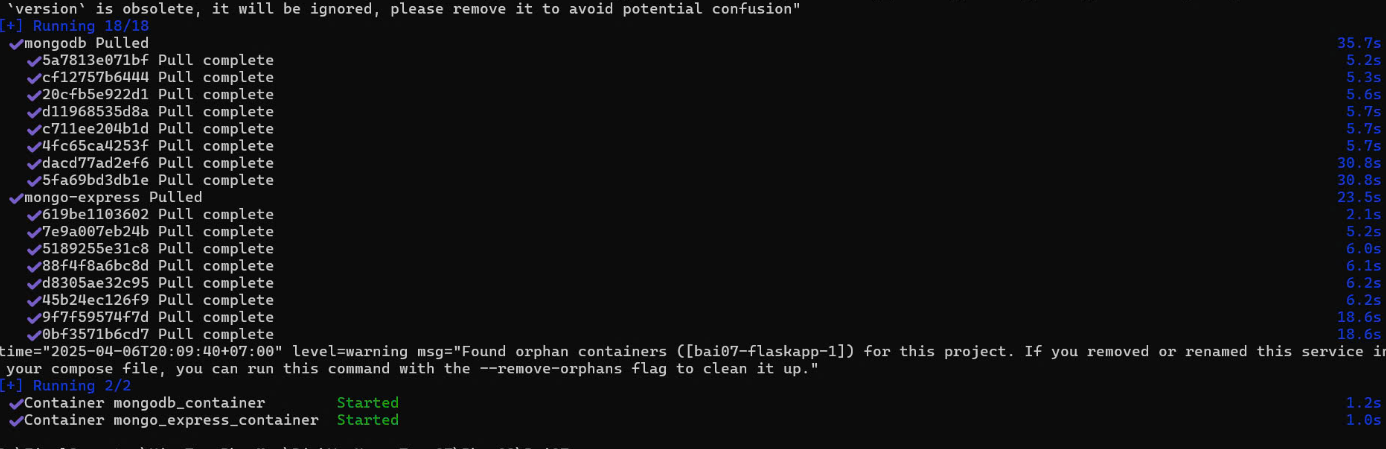 `version` is obsolete, it will be ignored, please remove it to avoid potential confusion"
[+] Running 18/18
mongodb Pulled 35.7s
5a7813e071bf Pull complete 5.2s
cf12757b6444 Pull complete 5.3s
20cfb5e922d1 Pull complete 5.6s
d11968535d8a Pull complete 5.7s
c711ee204b1d Pull complete 5.7s
4fc65ca4253f Pull complete 5.7s
dacd77ad2ef6 Pull complete 30.8s
5fa69bd3db1e Pull complete 30.8s
mongo-express Pulled 23.5s
619be1103602 Pull complete 2.1s
7e9a007eb24b Pull complete 5.2s
5189255e31c8 Pull complete 6.0s
88f4f8a6bc8d Pull complete 6.1s
d8305ae32c95 Pull complete 6.2s
45b24ec126f9 Pull complete 6.2s
9f7f59574f7d Pull complete 18.6s
0bf3571b6cd7 Pull complete 18.6s
time="2025-04-06T20:09:40+07:00" level=warning msg="Found orphan containers ([bai07-flaskapp-1]) for this project. If you removed or renamed this service in
your compose file, you can run this command with the --remove-orphans flag to clean it up."
[+] Running 2/2
Container mongodb_container Started 1.2s
Container mongo_express_container Started 1.0s